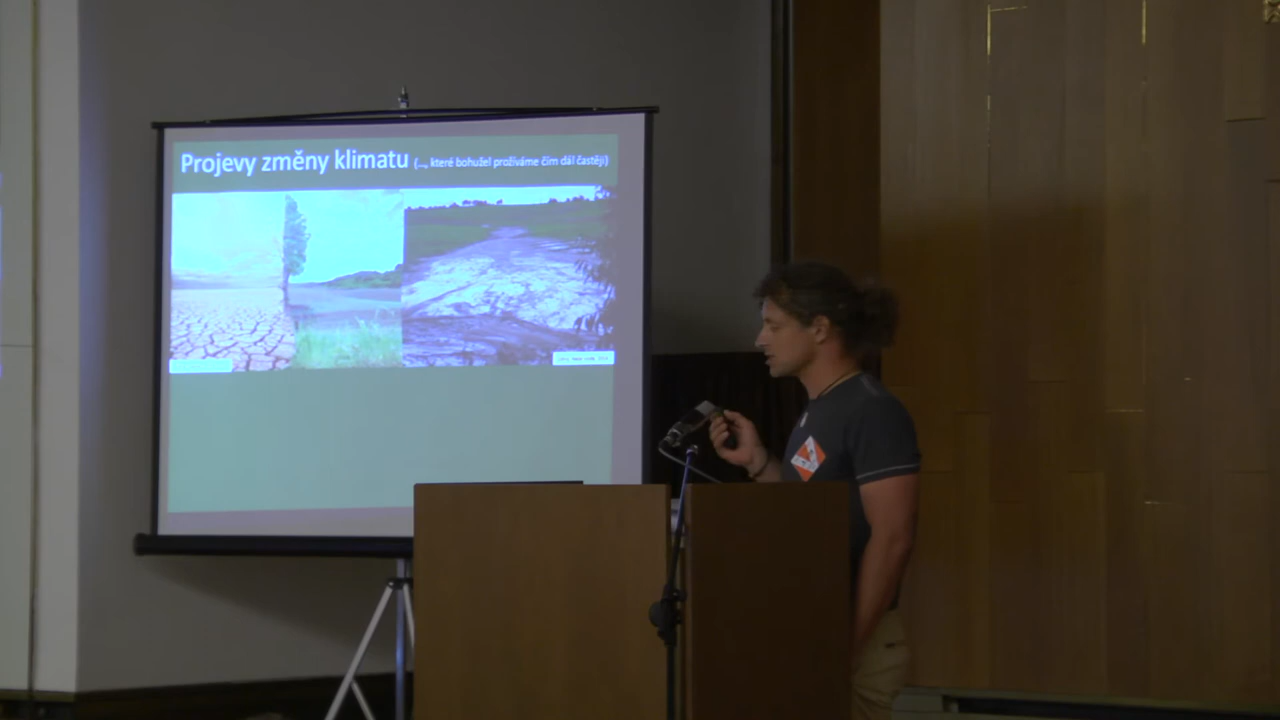 Projevy změny klimatu (..., které bohužel prožíváme čím dál častěji)